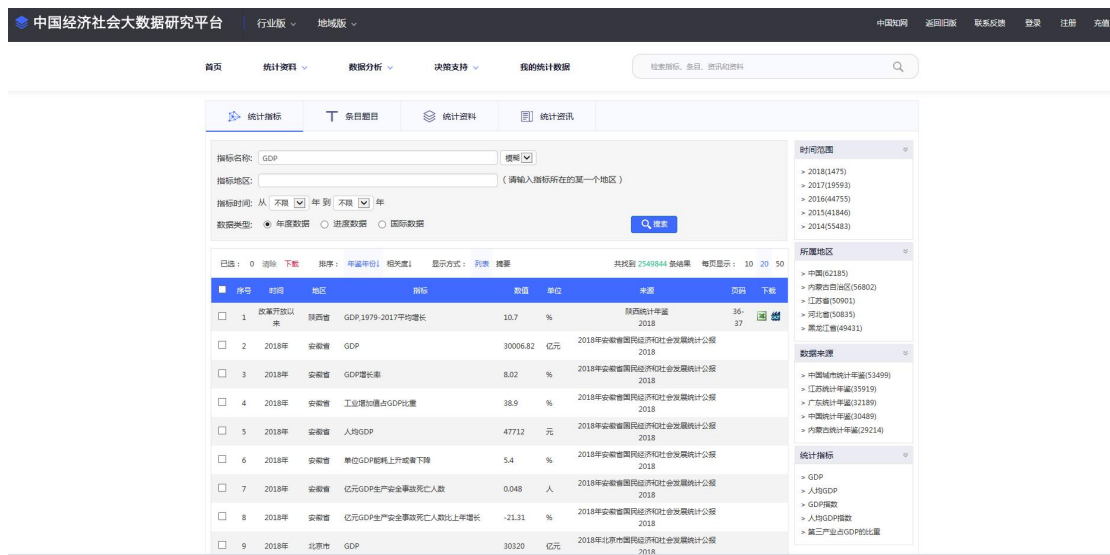 中国经济社会大数据研究平台 行业版 地域版 中国知网 返回旧版 联系反馈 登录 注册 充值
首页 统计资料 数据分析 决策支持 我的统计数据 检索指标、条目、资讯和资料
统计指标 条目题目 统计资料 统计资讯
指标名称: GDP 模糊
指标地区: (请输入指标所在的某一个地区)
指标时间: 从 不限 年 到 不限 年
数据类型: 年度数据 进度数据 国际数据 搜索
已选: 0 清除 下载 排序: 年鉴年份↓ 相关度↓ 显示方式: 列表 摘要 共找到 2549844 条结果 每页显示: 10 20 50
序号 时间 地区 指标 数值 单位 来源 页码 下载
1 改革开放以来 陕西省 GDP,1979-2017平均增长 10.7 % 陕西统计年鉴 2018 36-37
2 2018年 安徽省 GDP 30006.82 亿元 2018年安徽省国民经济和社会发展统计公报 2018
3 2018年 安徽省 GDP增长率 8.02 % 2018年安徽省国民经济和社会发展统计公报 2018
4 2018年 安徽省 工业增加值占GDP比重 38.9 % 2018年安徽省国民经济和社会发展统计公报 2018
5 2018年 安徽省 人均GDP 47712 元 2018年安徽省国民经济和社会发展统计公报 2018
6 2018年 安徽省 单位GDP能耗上升或者下降 5.4 % 2018年安徽省国民经济和社会发展统计公报 2018
7 2018年 安徽省 亿元GDP生产安全事故死亡人数 0.048 人 2018年安徽省国民经济和社会发展统计公报 2018
8 2018年 安徽省 亿元GDP生产安全事故死亡人数比上年增长 -21.31 % 2018年安徽省国民经济和社会发展统计公报 2018
9 2018年 北京市 GDP 30320 亿元 2018年北京市国民经济和社会发展统计公报 2018
时间范围
> 2018(1475)
> 2017(19593)
> 2016(44755)
> 2015(41846)
> 2014(55483)
所属地区
> 中国(62185)
> 内蒙古自治区(56802)
> 江苏省(50901)
> 河北省(50835)
> 黑龙江省(49431)
数据来源
> 中国城市统计年鉴(53499)
> 江苏统计年鉴(35919)
> 广东统计年鉴(32189)
> 中国统计年鉴(30489)
> 内蒙古统计年鉴(29214)
统计指标
> GDP
> 人均GDP
> GDP指数
> 人均GDP指数
> 第三产业占GDP的比重